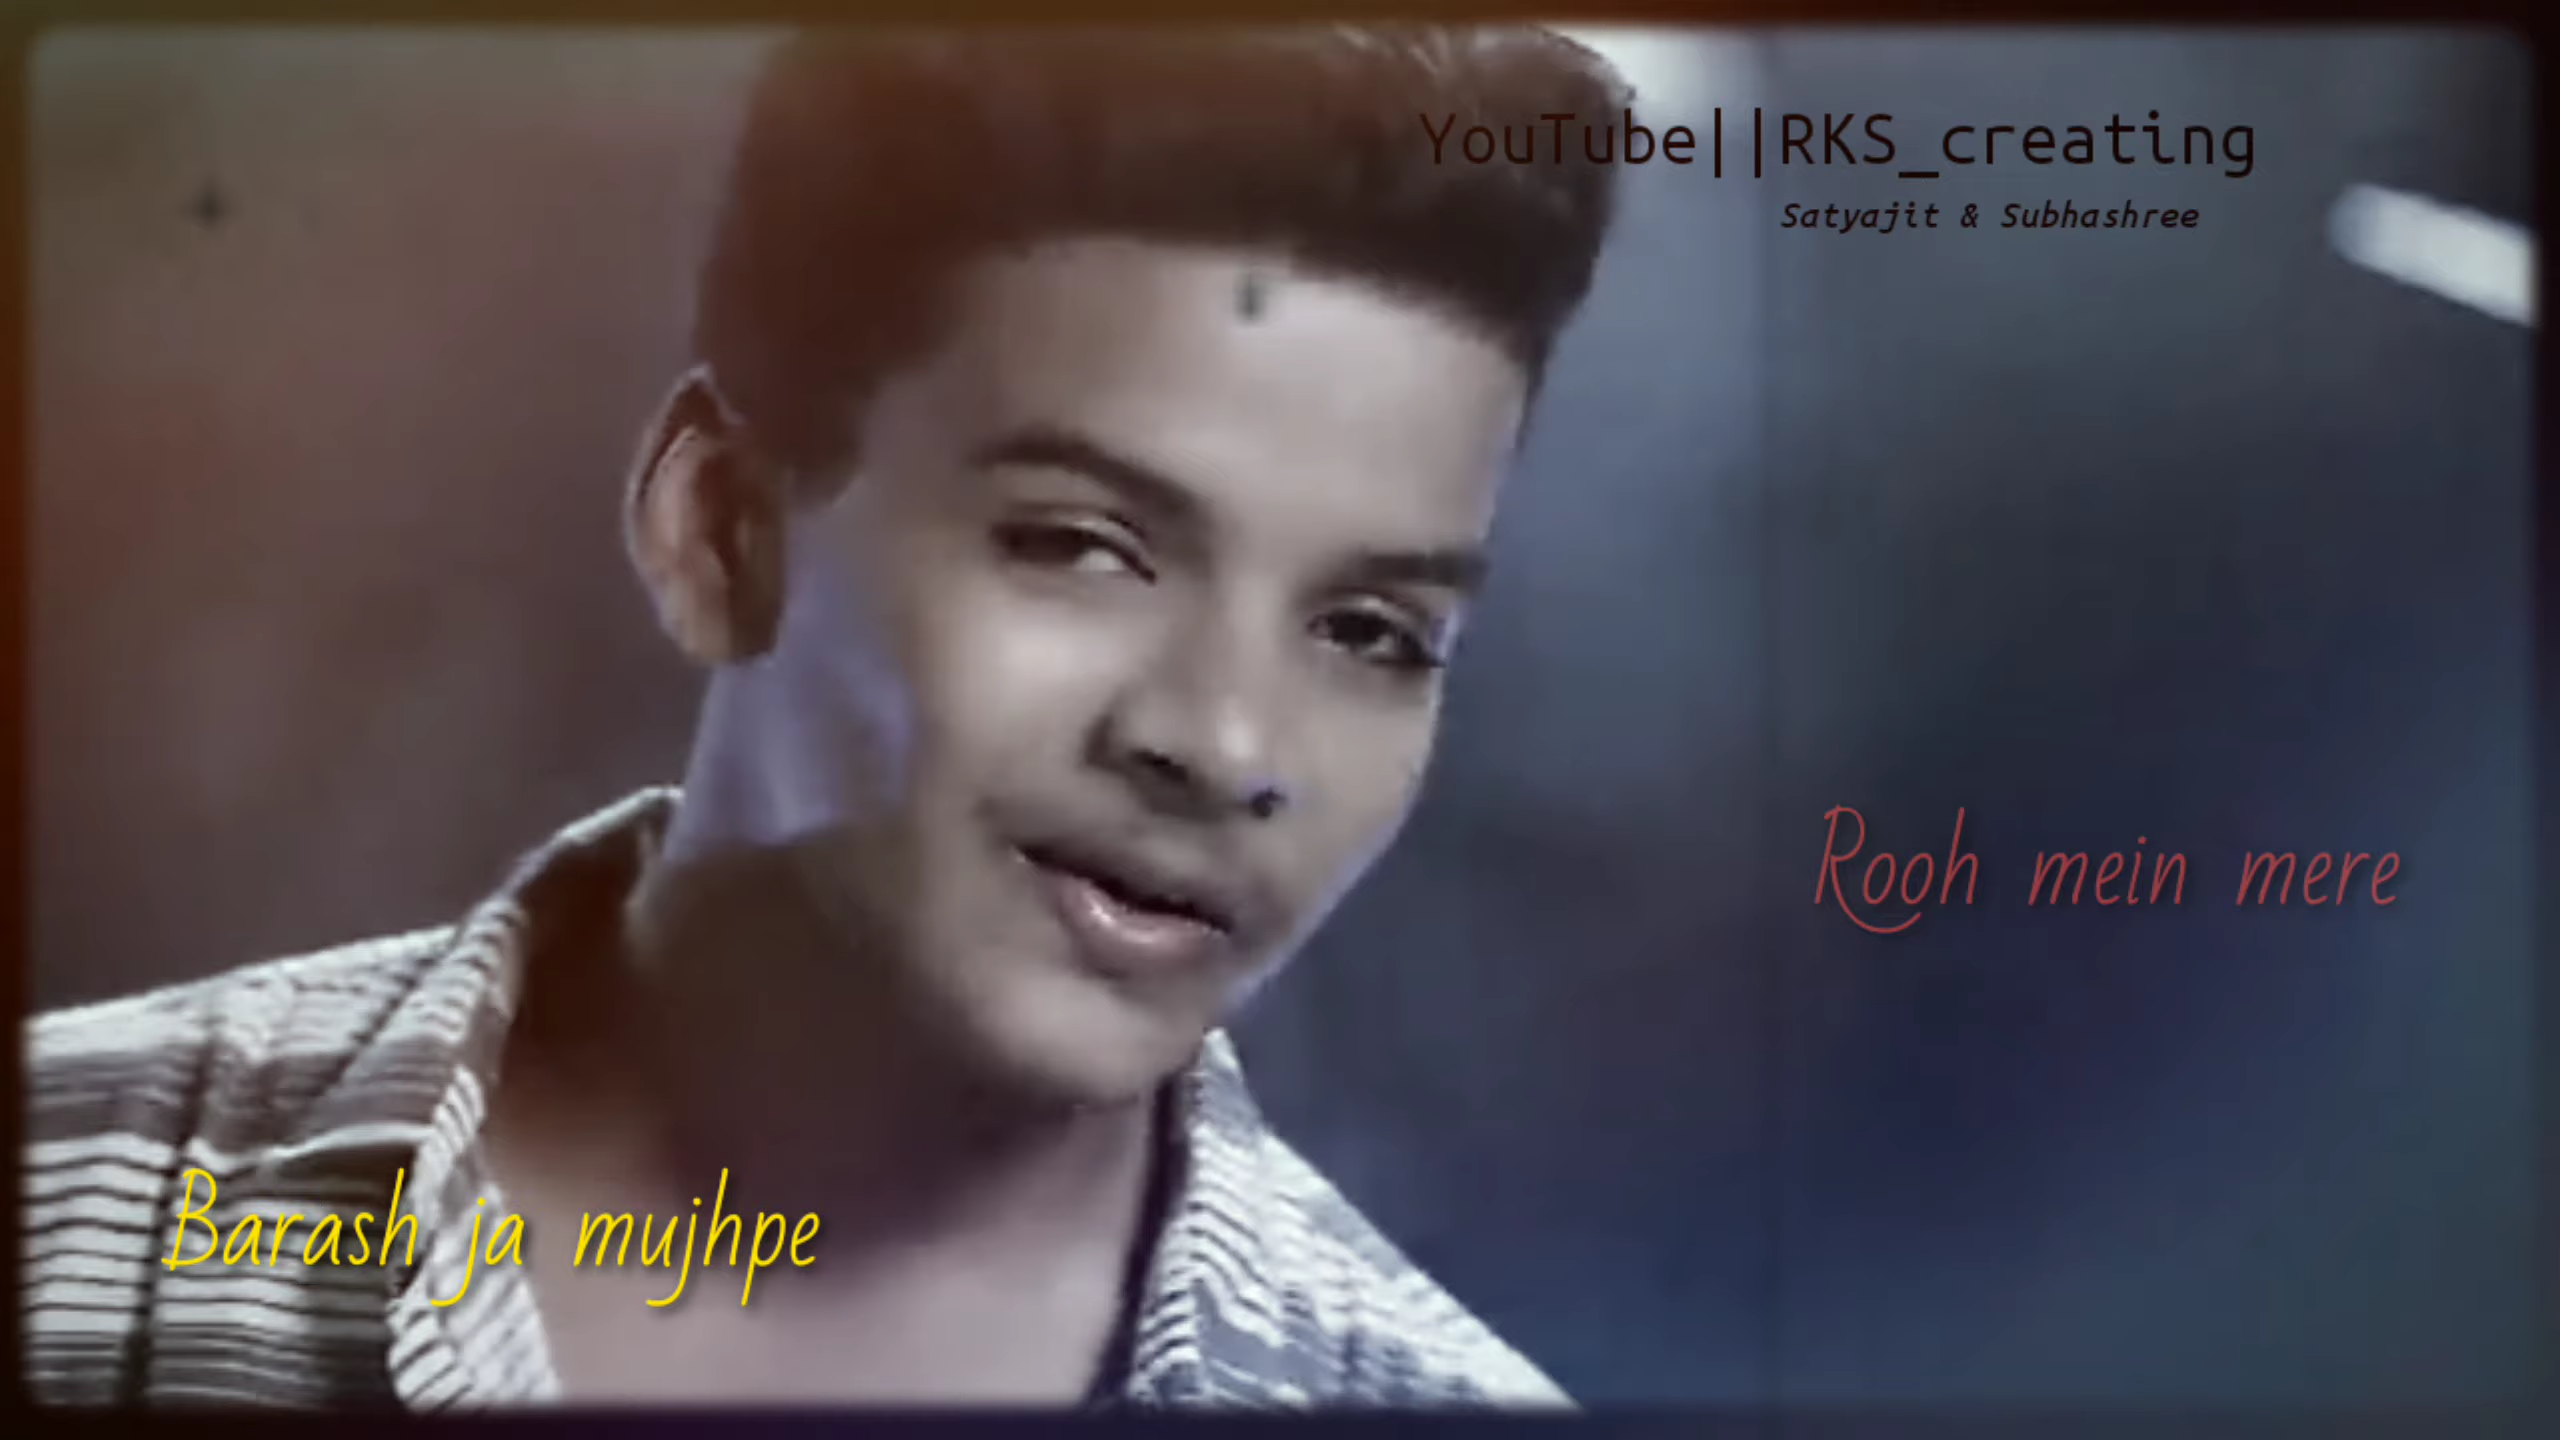 YouTube||RKS_creating
Satyajit & Subhashree
Rooh mein mere
Barash ja mujhpe